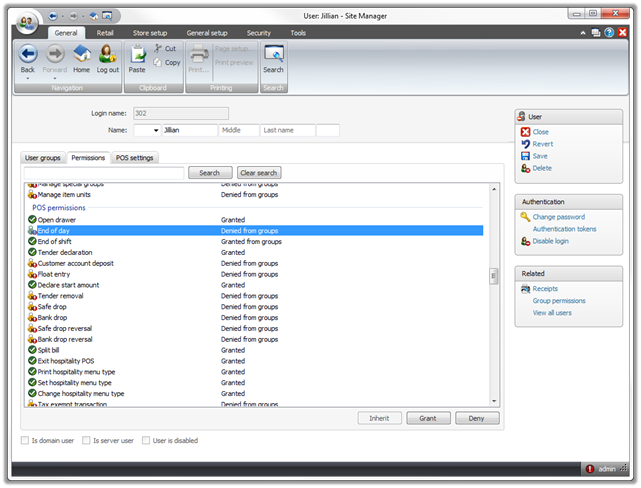 User: Jillian - Site Manager
General Retail Store setup General setup Security Tools
Back Forward Home Log out Paste Cut Copy Print... Page setup... Print preview Search
Navigation Clipboard Printing Search
Login name: 302
Name: Jillian Middle Last name
User groups Permissions POS settings
Search Clear search
Manage special groups Denied from groups
Manage item units Denied from groups
POS permissions
Open drawer Granted
End of day Denied from groups
End of shift Granted from groups
Tender declaration Granted
Customer account deposit Denied from groups
Float entry Denied from groups
Declare start amount Granted
Tender removal Denied from groups
Safe drop Denied from groups
Bank drop Denied from groups
Safe drop reversal Denied from groups
Bank drop reversal Denied from groups
Split bill Granted
Exit hospitality POS Granted
Print hospitality menu type Granted
Set hospitality menu type Granted
Change hospitality menu type Granted
Tax exempt transaction Denied from groups
Inherit Grant Deny
Is domain user Is server user User is disabled
User
Close
Revert
Save
Delete
Authentication
Change password
Authentication tokens
Disable login
Related
Receipts
Group permissions
View all users
admin